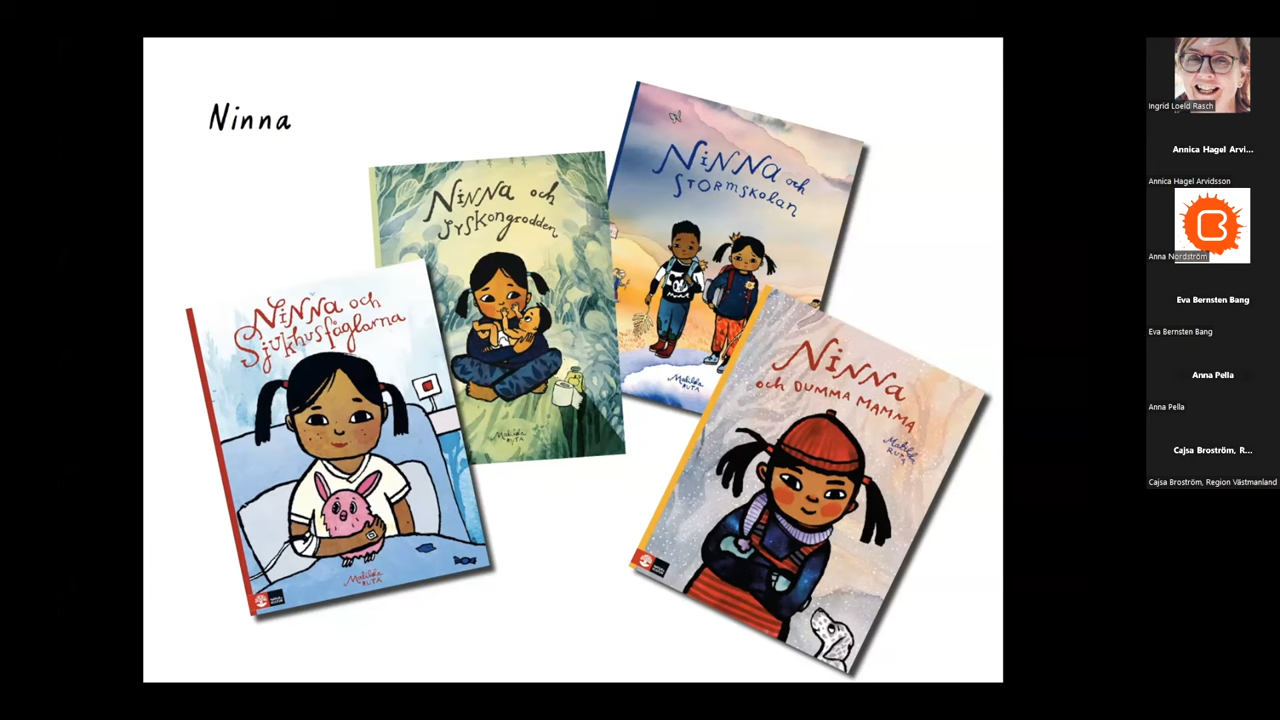 Ninna
NINNA och
STORMSKOLAN
Matilda
RUTA
NINNA och
SYSKONGRODDEN
Matilda
RUTA
NINNA och
Sjukhusfåglarna
Matilda
RUTA
NINNA
och DUMMA MAMMA
Matilda
RUTA
Ingrid Loeld Rasch
Annica Hagel Arvi...
Annica Hagel Arvidsson
Anna Nordström
Eva Bernsten Bang
Eva Bernsten Bang
Anna Pella
Anna Pella
Cajsa Broström, R...
Cajsa Broström, Region Västmanland